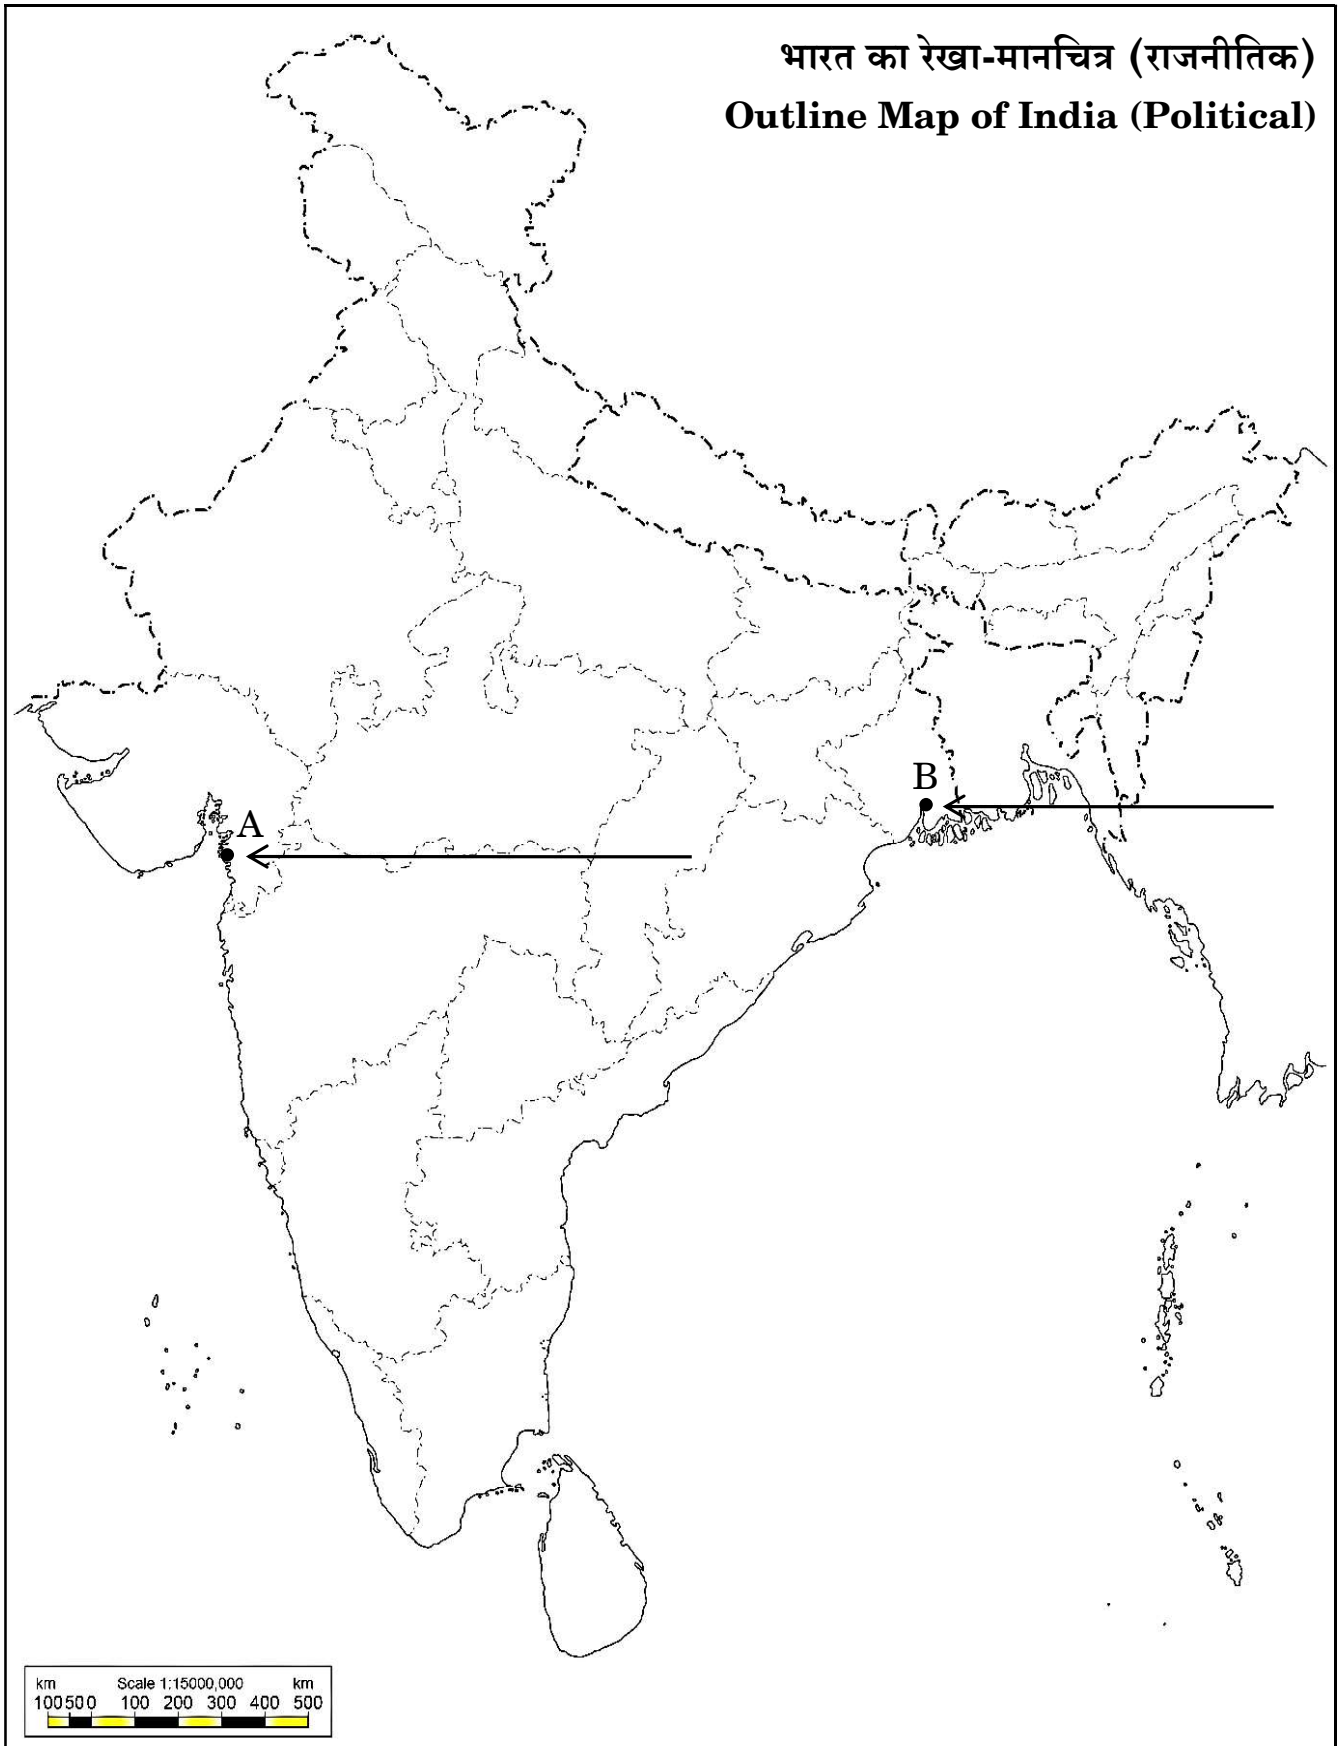 भारत का रेखा-मानचित्र (राजनीतिक)
Outline Map of India (Political)
B
A
km Scale 1:15000,000 km
100 50 0 100 200 300 400 500